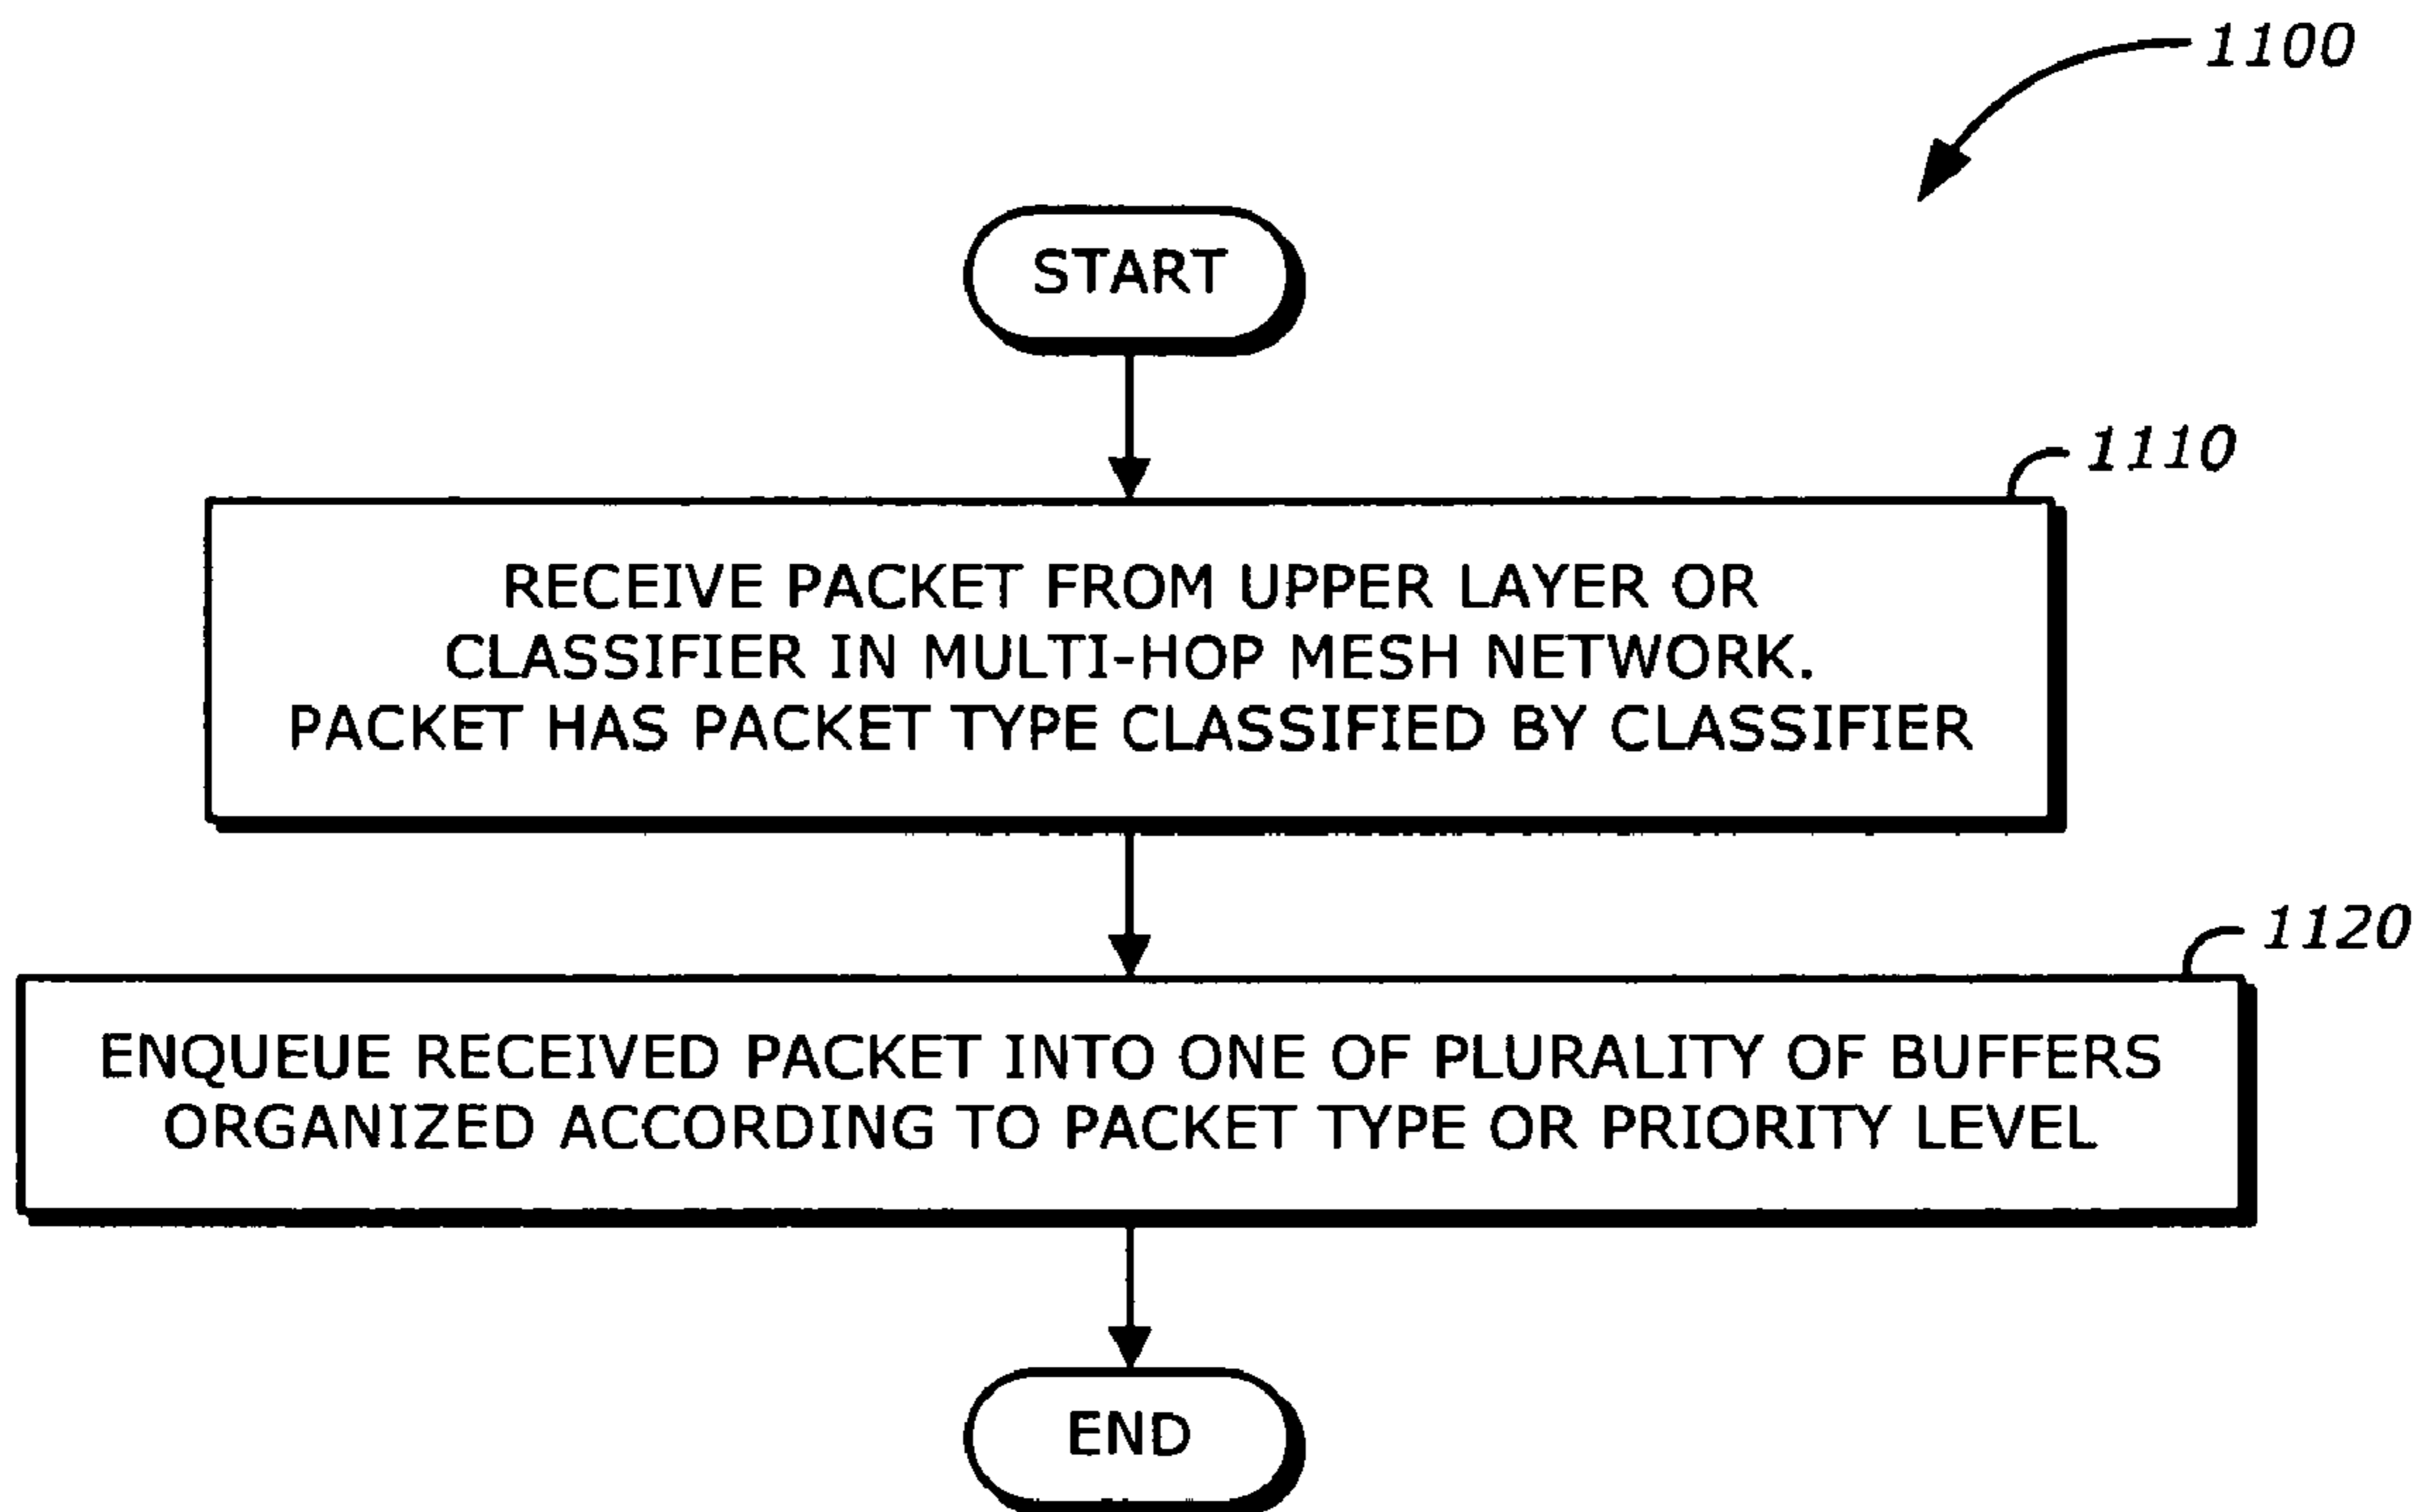 1100
START
1110
RECEIVE PACKET FROM UPPER LAYER OR
CLASSIFIER IN MULTI-HOP MESH NETWORK.
PACKET HAS PACKET TYPE CLASSIFIED BY CLASSIFIER
1120
ENQUEUE RECEIVED PACKET INTO ONE OF PLURALITY OF BUFFERS
ORGANIZED ACCORDING TO PACKET TYPE OR PRIORITY LEVEL
END